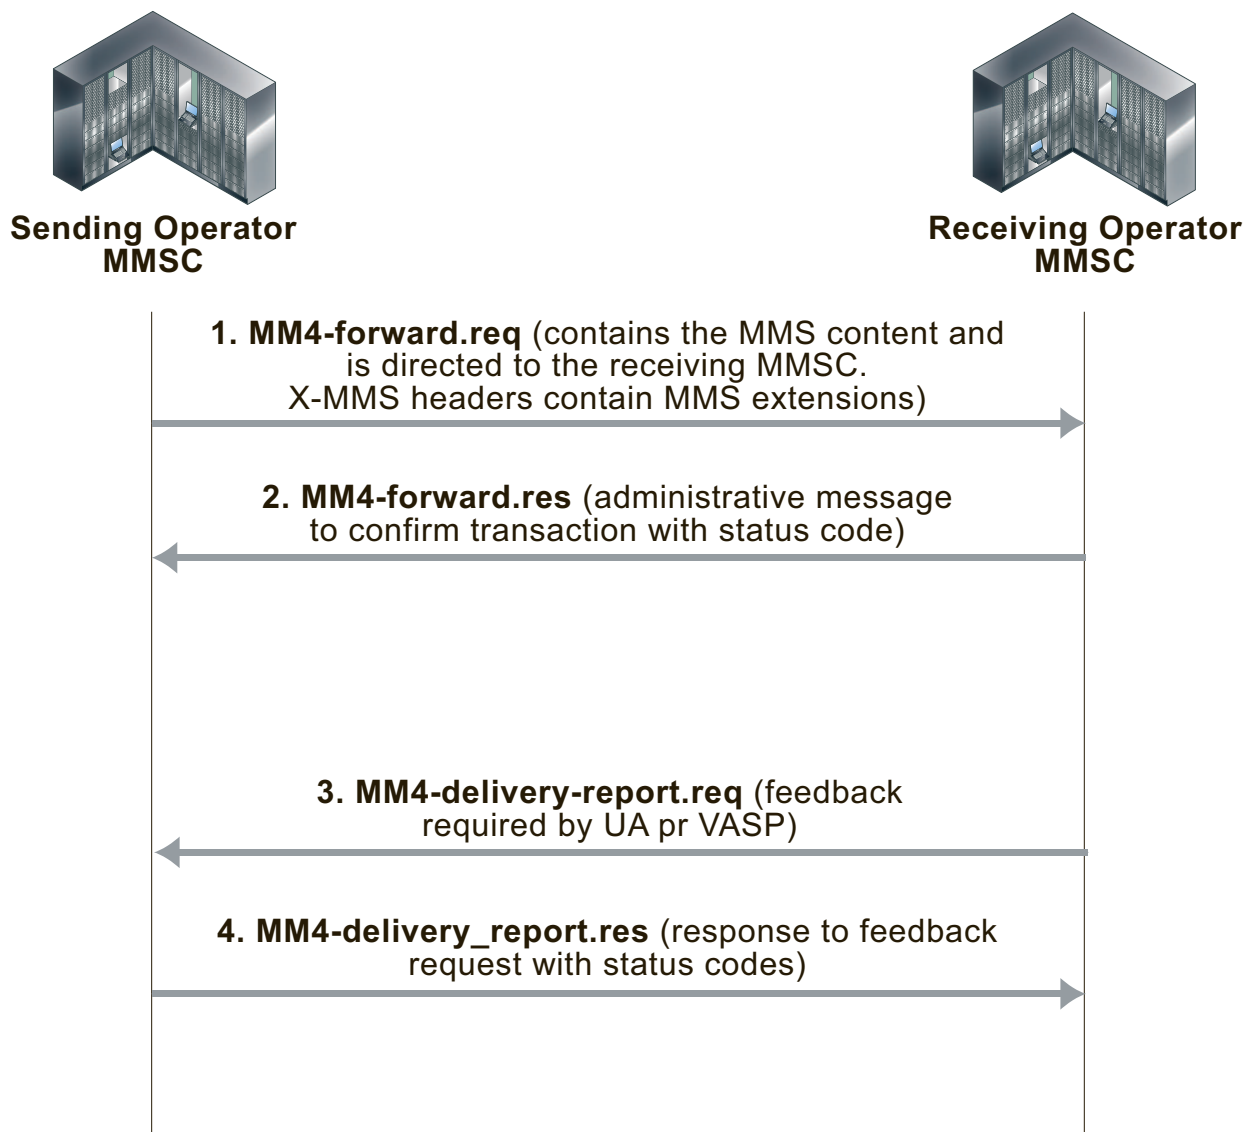 Sending Operator
MMSC
Receiving Operator
MMSC
1. MM4-forward.req (contains the MMS content and
is directed to the receiving MMSC.
X-MMS headers contain MMS extensions)
2. MM4-forward.res (administrative message
to confirm transaction with status code)
3. MM4-delivery-report.req (feedback
required by UA pr VASP)
4. MM4-delivery_report.res (response to feedback
request with status codes)